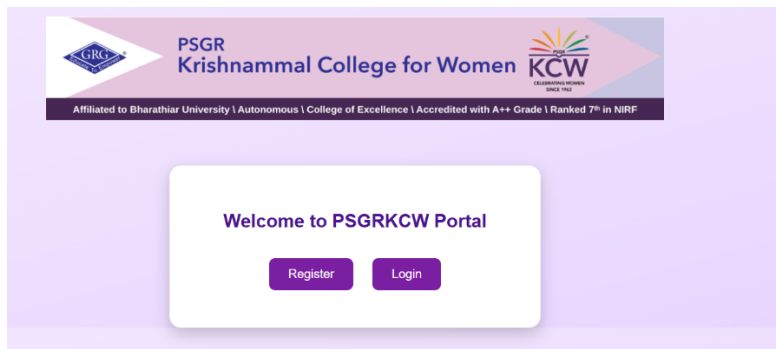 GRG
PSGR
Krishnammal College for Women
PSGR
KCW
CELEBRATING WOMEN
SINCE 1963
Affiliated to Bharathiar University \ Autonomous \ College of Excellence \ Accredited with A++ Grade \ Ranked 7th in NIRF
Welcome to PSGRKCW Portal
Register
Login